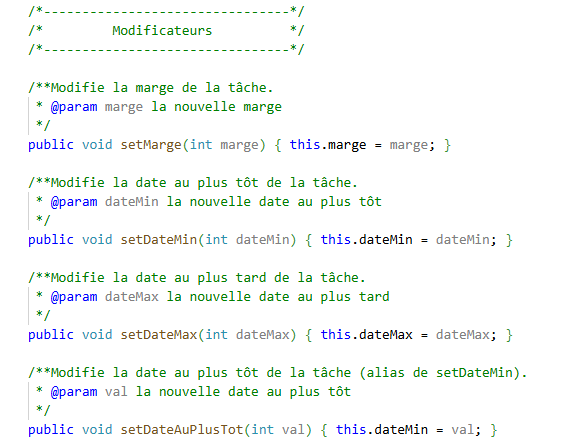 /*--------------------------------*/
/*         Modificateurs          */
/*--------------------------------*/
/**Modifie la marge de la tâche.
 * @param marge la nouvelle marge
 */
public void setMarge(int marge) { this.marge = marge; }
/**Modifie la date au plus tôt de la tâche.
 * @param dateMin la nouvelle date au plus tôt
 */
public void setDateMin(int dateMin) { this.dateMin = dateMin; }
/**Modifie la date au plus tard de la tâche.
 * @param dateMax la nouvelle date au plus tard
 */
public void setDateMax(int dateMax) { this.dateMax = dateMax; }
/**Modifie la date au plus tôt de la tâche (alias de setDateMin).
 * @param val la nouvelle date au plus tôt
 */
public void setDateAuPlusTot(int val) { this.dateMin = val; }